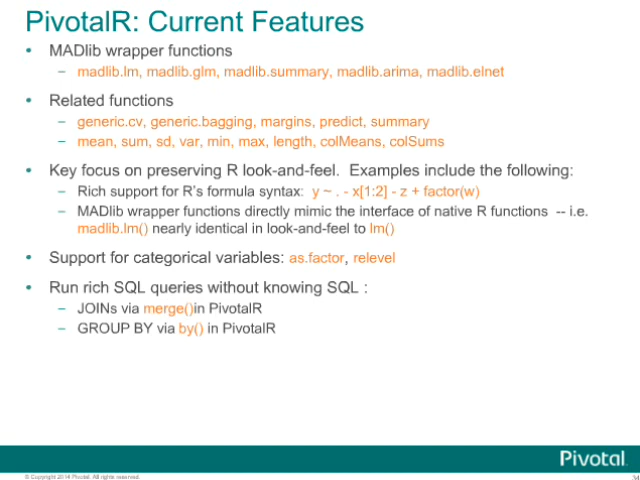 PivotalR: Current Features
• MADlib wrapper functions
– madlib.lm, madlib.glm, madlib.summary, madlib.arima, madlib.elnet
• Related functions
– generic.cv, generic.bagging, margins, predict, summary
– mean, sum, sd, var, min, max, length, colMeans, colSums
• Key focus on preserving R look-and-feel. Examples include the following:
– Rich support for R's formula syntax: y ~ . - x[1:2] - z + factor(w)
– MADlib wrapper functions directly mimic the interface of native R functions -- i.e.
madlib.lm() nearly identical in look-and-feel to lm()
• Support for categorical variables: as.factor, relevel
• Run rich SQL queries without knowing SQL :
– JOINs via merge()in PivotalR
– GROUP BY via by() in PivotalR
Pivotal
© Copyright 2014 Pivotal. All rights reserved.
34